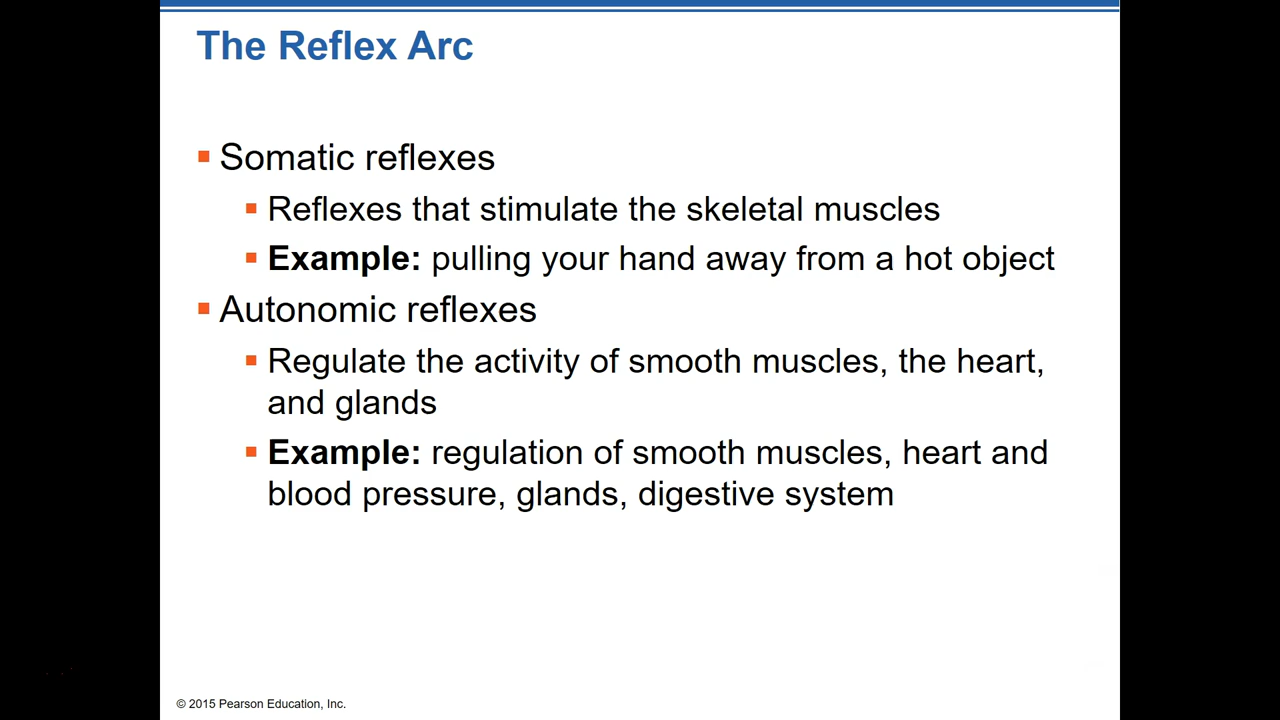 The Reflex Arc
Somatic reflexes
Reflexes that stimulate the skeletal muscles
Example: pulling your hand away from a hot object
Autonomic reflexes
Regulate the activity of smooth muscles, the heart,
and glands
Example: regulation of smooth muscles, heart and
blood pressure, glands, digestive system
© 2015 Pearson Education, Inc.